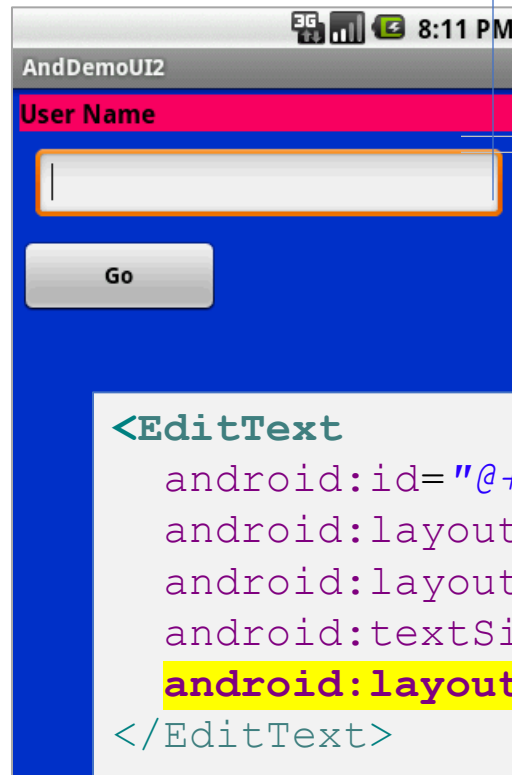 3G 8:11 PM
AndDemoUI2
User Name
Go
<EditText
android:id="@+
android:layout
android:layout
android:textSi
android:layout
</EditText>